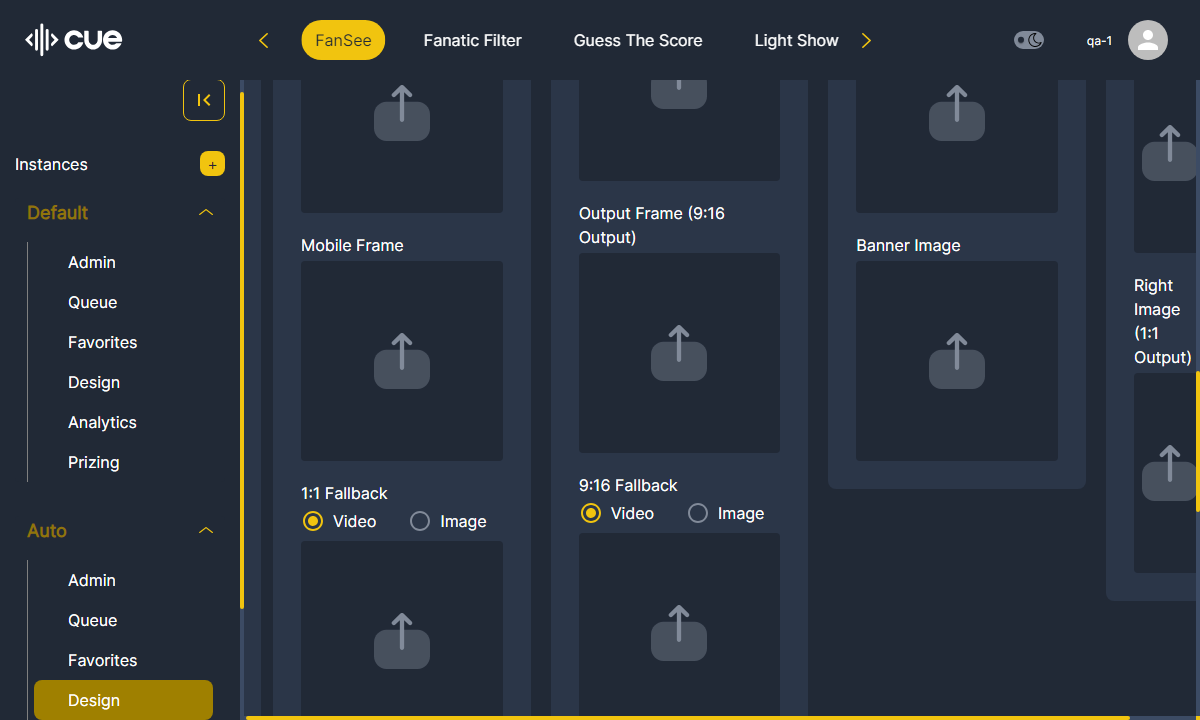 cue
FanSee
Fanatic Filter
Guess The Score
Light Show
qa-1
Instances
+
Default
Admin
Queue
Favorites
Design
Analytics
Prizing
Auto
Admin
Queue
Favorites
Design
Mobile Frame
1:1 Fallback
Video
Image
Output Frame (9:16
Output)
9:16 Fallback
Video
Image
Banner Image
Right
Image
(1:1
Output)